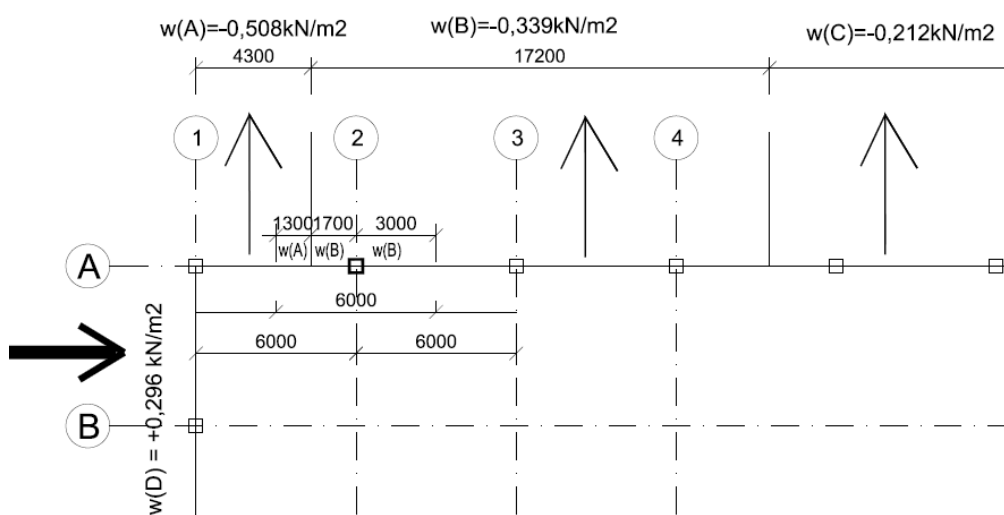 w(A)=-0,508kN/m2
w(B)=-0,339kN/m2
w(C)=-0,212kN/m2
4300
17200
1
2
3
4
1300
1700
3000
w(A)
w(B)
w(B)
A
6000
6000
6000
w(D) = +0,296 kN/m2
B